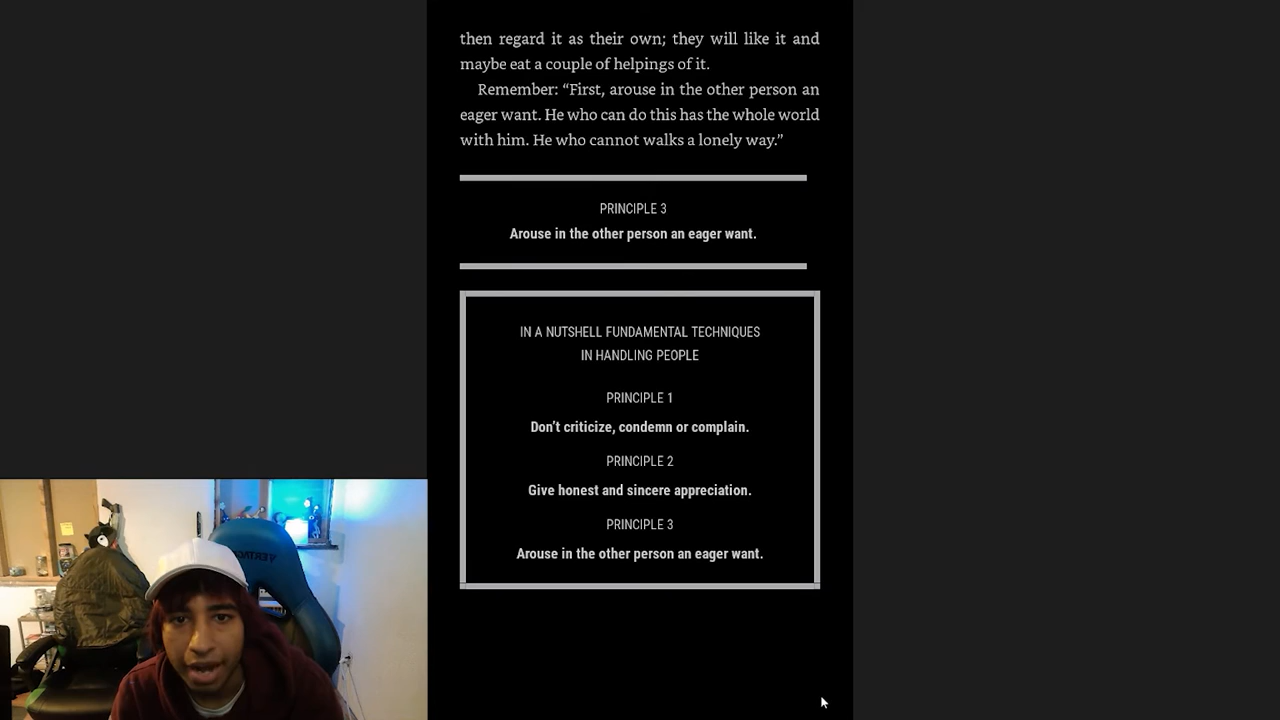 then regard it as their own; they will like it and
maybe eat a couple of helpings of it.
Remember: “First, arouse in the other person an
eager want. He who can do this has the whole world
with him. He who cannot walks a lonely way.”
PRINCIPLE 3
Arouse in the other person an eager want.
IN A NUTSHELL FUNDAMENTAL TECHNIQUES
IN HANDLING PEOPLE
PRINCIPLE 1
Don’t criticize, condemn or complain.
PRINCIPLE 2
Give honest and sincere appreciation.
PRINCIPLE 3
Arouse in the other person an eager want.